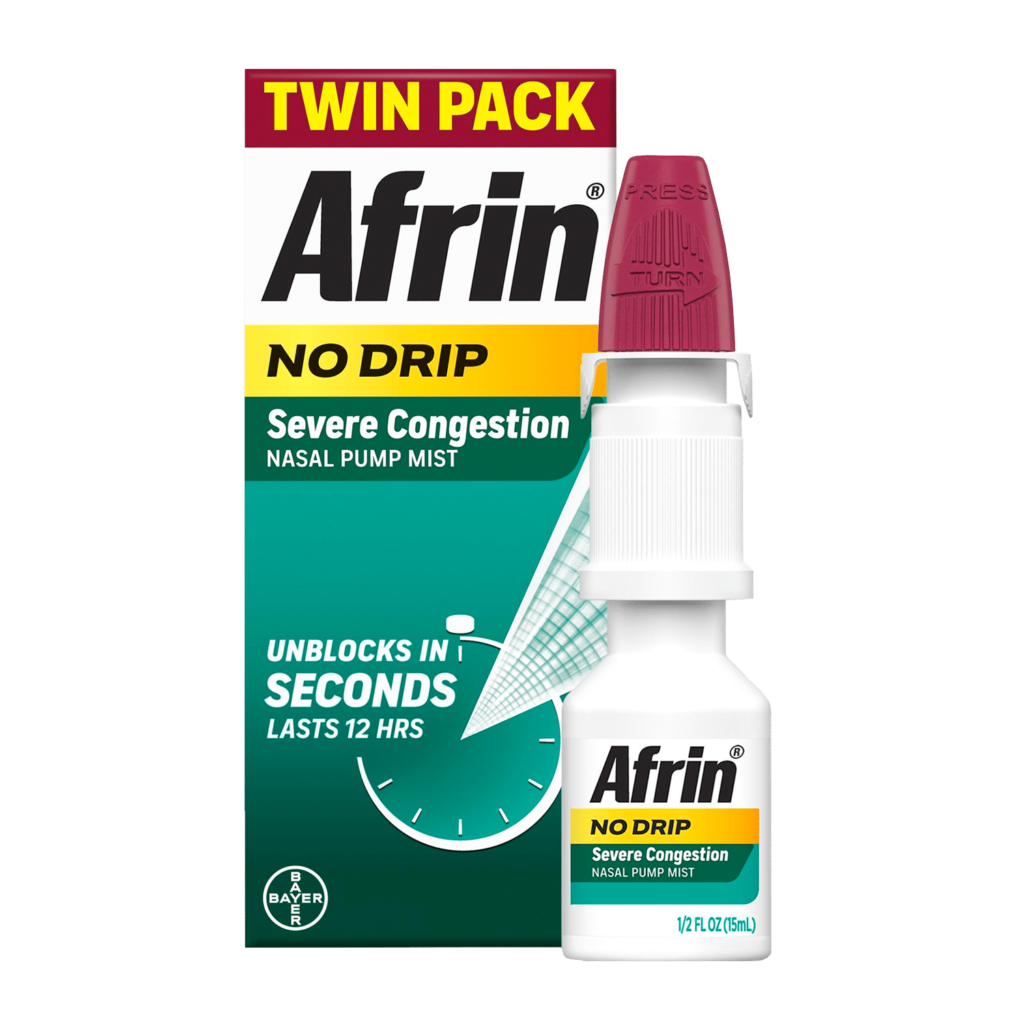 TWIN PACK
Afrin®
NO DRIP
Severe Congestion
NASAL PUMP MIST
UNBLOCKS IN
SECONDS
LASTS 12 HRS
BAYER
BAYER
PRESS
TURN
Afrin®
NO DRIP
Severe Congestion
NASAL PUMP MIST
1/2 FL OZ (15mL)